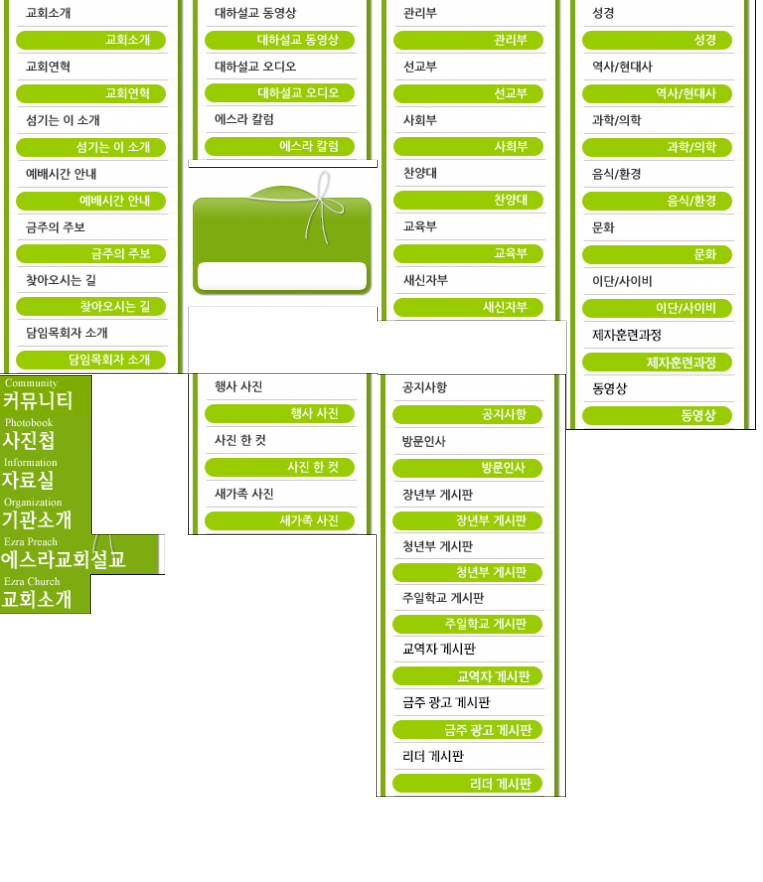 교회소개
교회소개
교회연혁
교회연혁
섬기는 이 소개
섬기는 이 소개
예배시간 안내
예배시간 안내
금주의 주보
금주의 주보
찾아오시는 길
찾아오시는 길
담임목회자 소개
담임목회자 소개
대하설교 동영상
대하설교 동영상
대하설교 오디오
대하설교 오디오
에스라 칼럼
에스라 칼럼
관리부
관리부
선교부
선교부
사회부
사회부
찬양대
찬양대
교육부
교육부
새신자부
새신자부
성경
성경
역사/현대사
역사/현대사
과학/의학
과학/의학
음식/환경
음식/환경
문화
문화
이단/사이비
이단/사이비
제자훈련과정
제자훈련과정
동영상
동영상
Community
커뮤니티
Photobook
사진첩
Information
자료실
Organization
기관소개
Ezra Preach
에스라교회설교
Ezra Church
교회소개
행사 사진
행사 사진
사진 한 컷
사진 한 컷
새가족 사진
새가족 사진
공지사항
공지사항
방문인사
방문인사
장년부 게시판
장년부 게시판
청년부 게시판
청년부 게시판
주일학교 게시판
주일학교 게시판
교역자 게시판
교역자 게시판
금주 광고 게시판
금주 광고 게시판
리더 게시판
리더 게시판